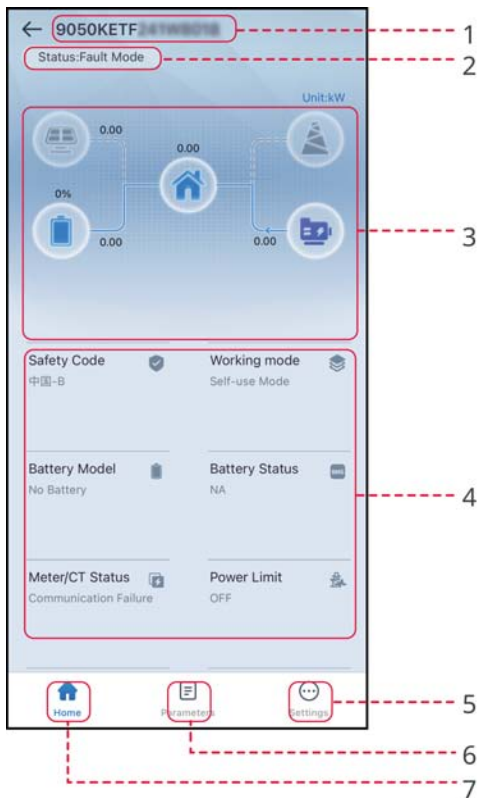 9050KETF
1
Status:Fault Mode
2
Unit:kW
0.00
0.00
0%
0.00
0.00
3
Safety Code
Working mode
中国-B
Self-use Mode
Battery Model
Battery Status
No Battery
NA
4
Meter/CT Status
Power Limit
Communication Failure
OFF
Home
Parameters
Settings
5
6
7